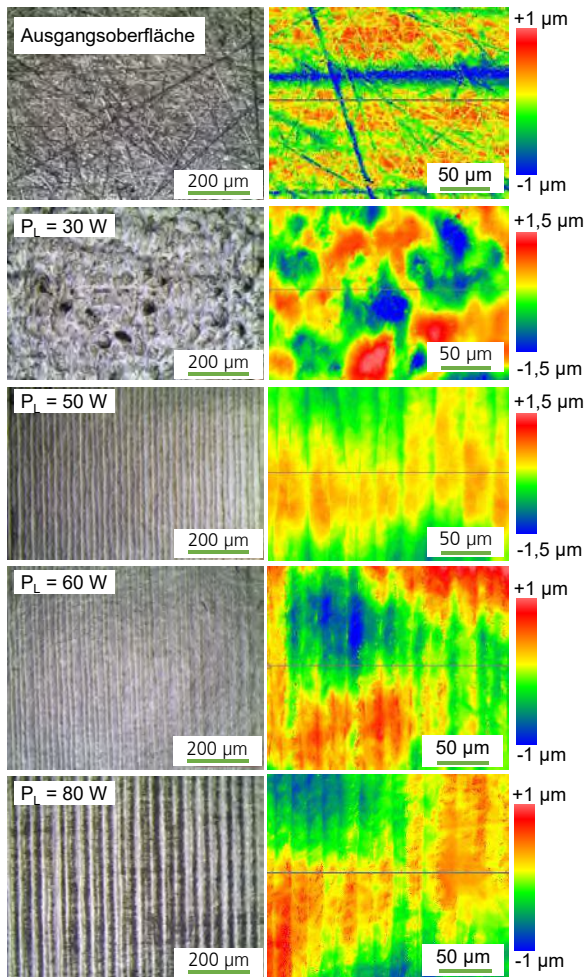 Ausgangsoberfläche
200 µm
50 µm
+1 µm
-1 µm
P_L = 30 W
200 µm
50 µm
+1,5 µm
-1,5 µm
P_L = 50 W
200 µm
50 µm
+1,5 µm
-1,5 µm
P_L = 60 W
200 µm
50 µm
+1 µm
-1 µm
P_L = 80 W
200 µm
50 µm
+1 µm
-1 µm